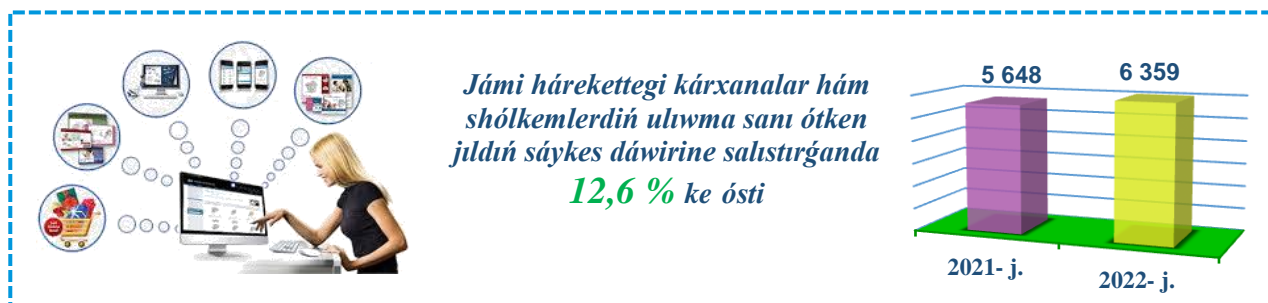 Jámi hárekettegi kárxanalar hám
shólkemlerdiń ulıwma sanı ótken
jıldıń sáykes dáwirine salıstırǵanda
12,6 % ke ósti
5 648
6 359
2021- j.
2022- j.